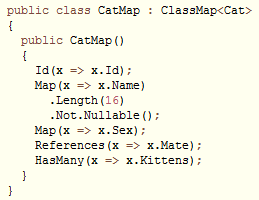 public class CatMap : ClassMap<Cat>
{
  public CatMap()
  {
    Id(x => x.Id);
    Map(x => x.Name)
      .Length(16)
      .Not.Nullable();
    Map(x => x.Sex);
    References(x => x.Mate);
    HasMany(x => x.Kittens);
  }
}